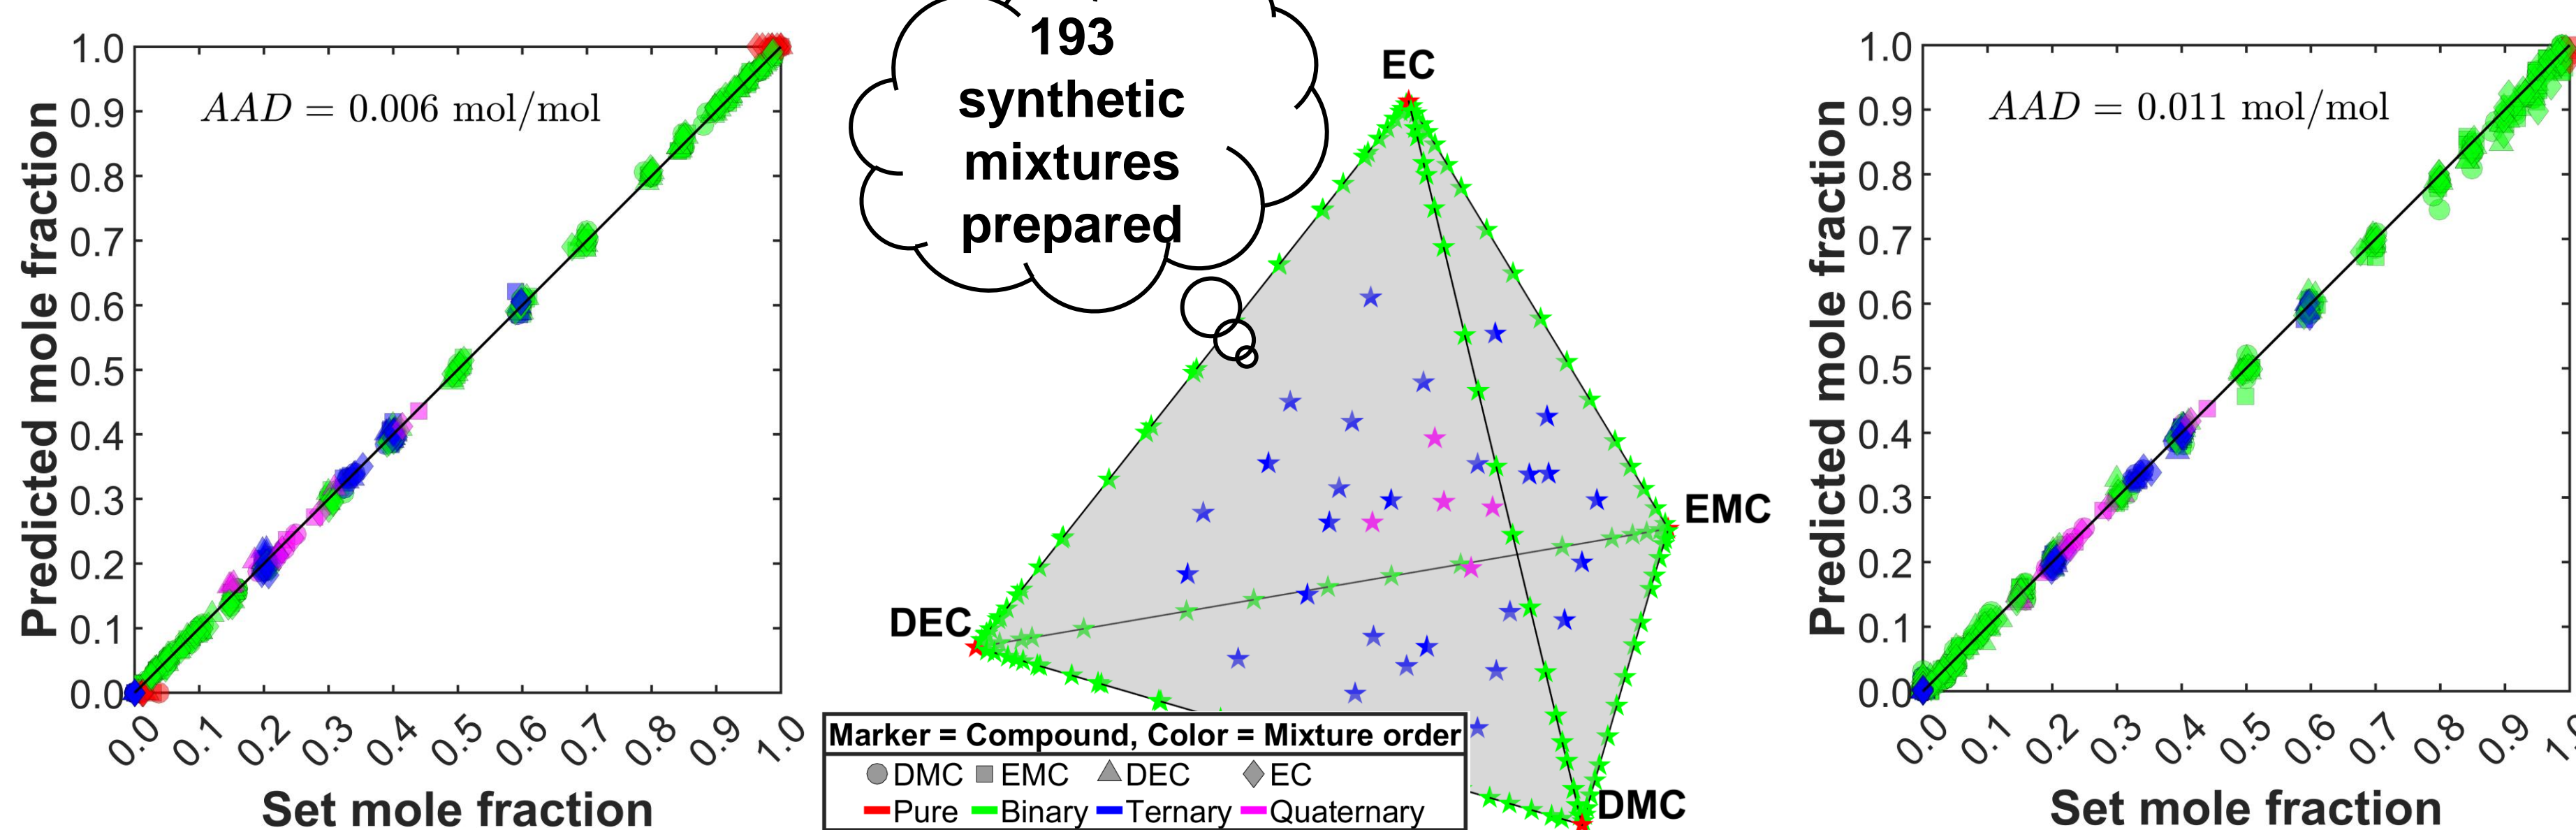 Predicted mole fraction
AAD = 0.006 mol/mol
1.0
0.9
0.8
0.7
0.6
0.5
0.4
0.3
0.2
0.1
0.0
0.0 0.1 0.2 0.3 0.4 0.5 0.6 0.7 0.8 0.9 1.0
Set mole fraction
193
synthetic
mixtures
prepared
EC
EMC
DEC
DMC
Marker = Compound, Color = Mixture order
DMC EMC DEC EC
Pure Binary Ternary Quaternary
Predicted mole fraction
AAD = 0.011 mol/mol
1.0
0.9
0.8
0.7
0.6
0.5
0.4
0.3
0.2
0.1
0.0
0.0 0.1 0.2 0.3 0.4 0.5 0.6 0.7 0.8 0.9
Set mole fraction